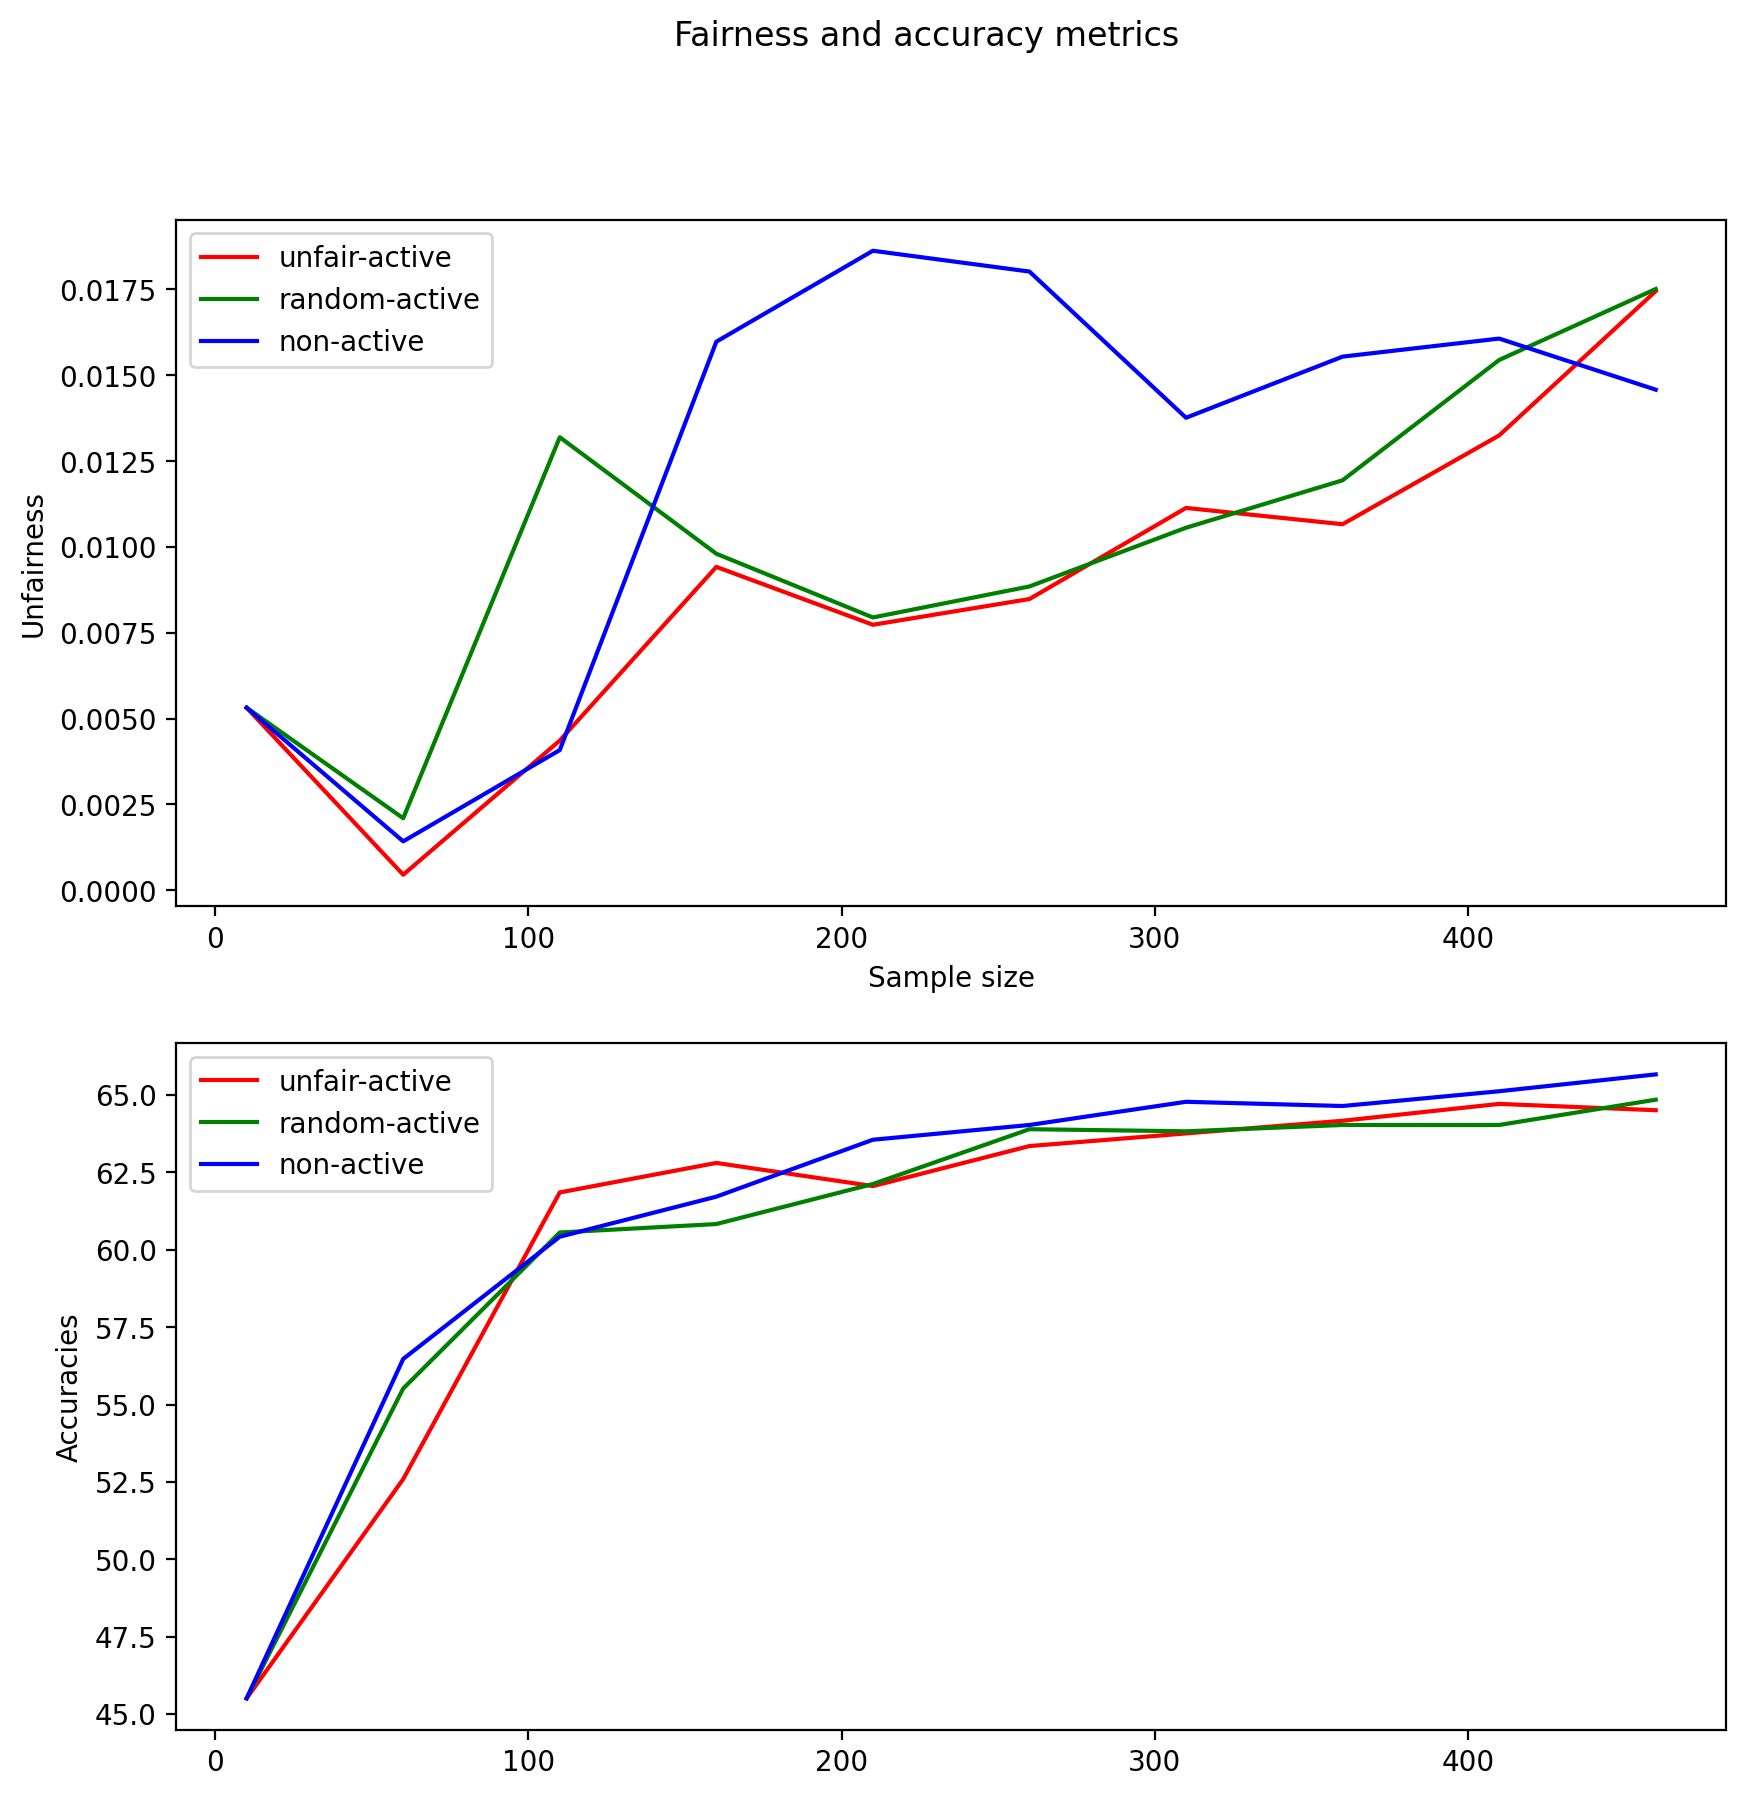 Fairness and accuracy metrics
unfair-active
random-active
non-active
0.0175
0.0150
0.0125
0.0100
0.0075
0.0050
0.0025
0.0000
Unfairness
0 100 200 300 400
Sample size
unfair-active
random-active
non-active
65.0
62.5
60.0
57.5
55.0
52.5
50.0
47.5
45.0
Accuracies
0 100 200 300 400